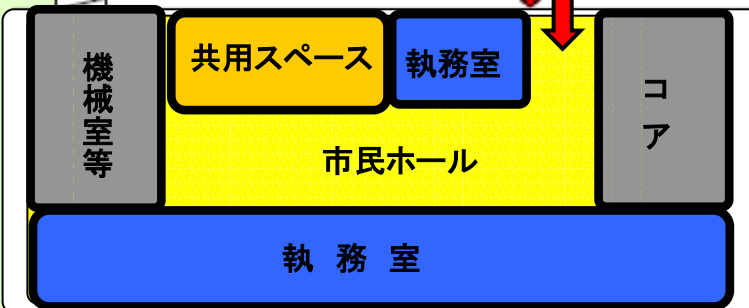 機械室等
共用スペース
執務室
コア
市民ホール
執 務 室